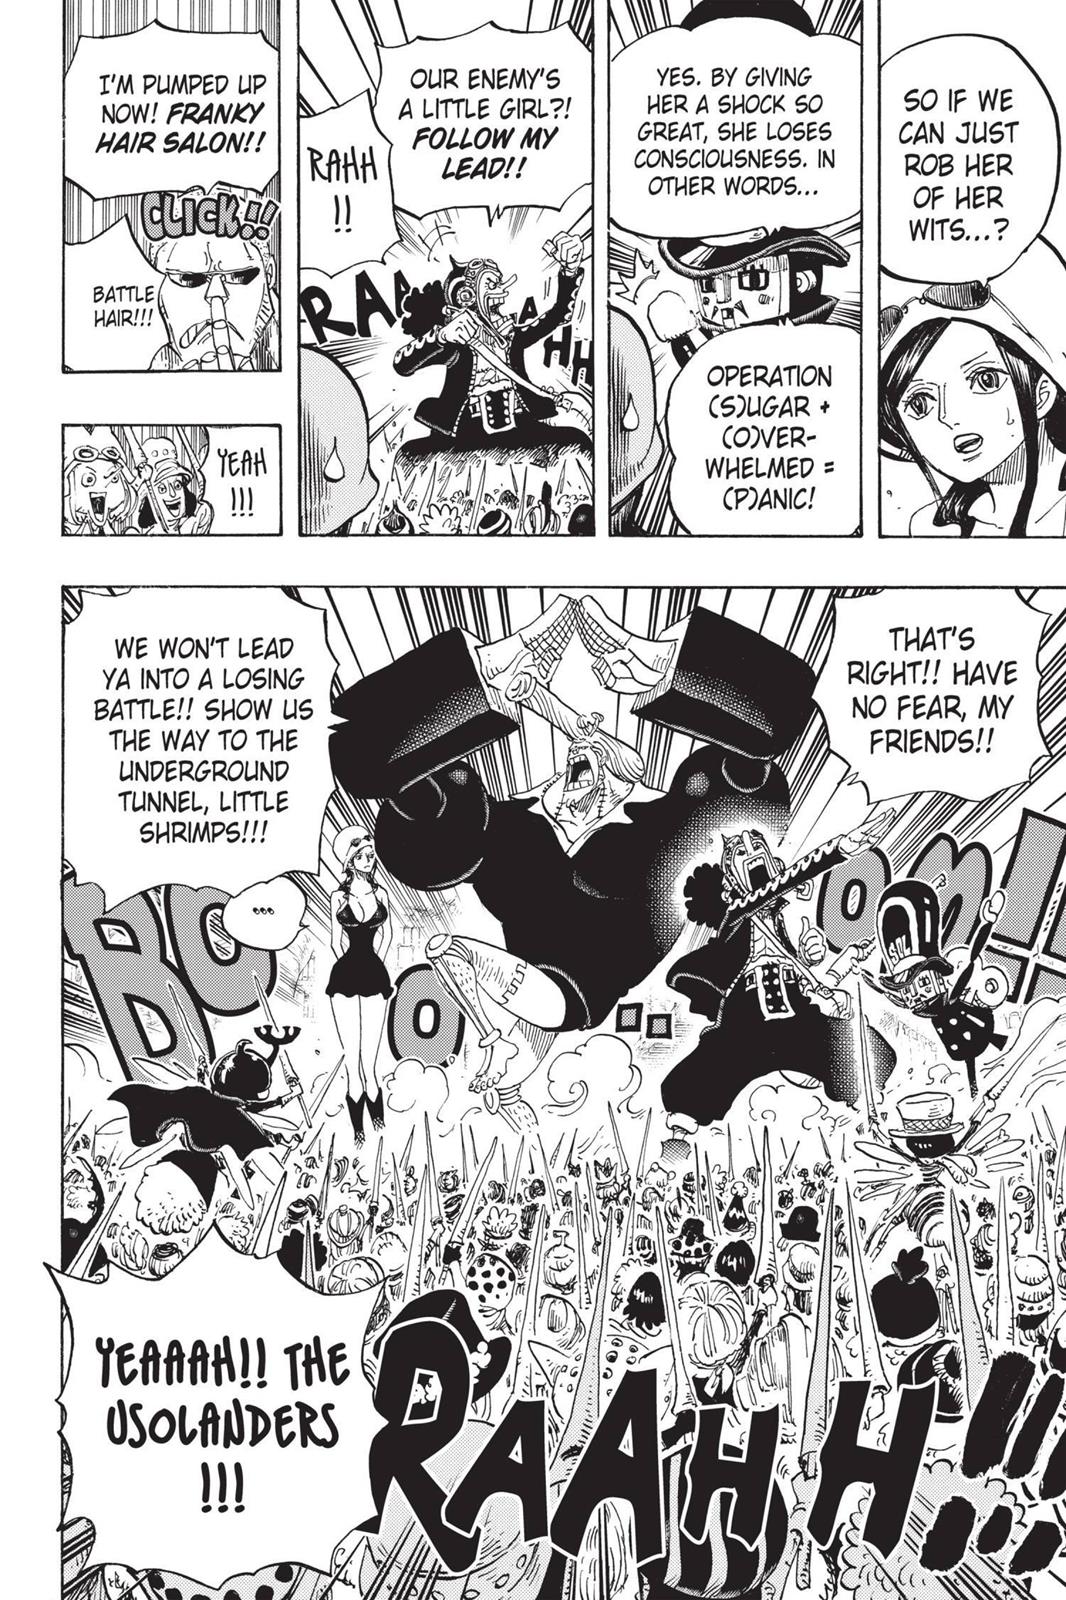 SO IF WE
CAN JUST
ROB HER
OF HER
WITS...?
YES. BY GIVING
HER A SHOCK SO
GREAT, SHE LOSES
CONSCIOUSNESS. IN
OTHER WORDS...
OPERATION
(S)UGAR +
(O)VER-
WHELMED =
(P)ANIC!
OUR ENEMY'S
A LITTLE GIRL?!
FOLLOW MY
LEAD!!
RAHH
!!
RAAAHH
I'M PUMPED UP
NOW! FRANKY
HAIR SALON!!
CLICK!!
BATTLE
HAIR!!!
YEAH
!!!
THAT'S
RIGHT!! HAVE
NO FEAR, MY
FRIENDS!!
WE WON'T LEAD
YA INTO A LOSING
BATTLE!! SHOW US
THE WAY TO THE
UNDERGROUND
TUNNEL, LITTLE
SHRIMPS!!!
...
BOOOOM!!
SOL
YEAAAH!! THE
USOLANDERS
!!!
RAAHH!!!